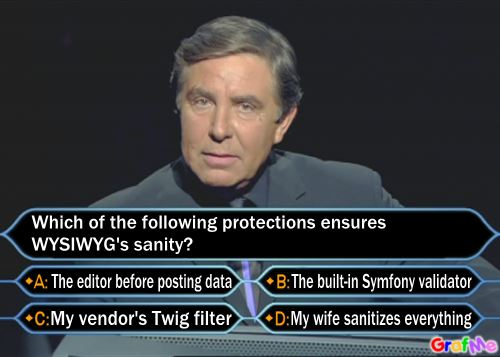 Which of the following protections ensures
WYSIWYG's sanity?
A: The editor before posting data
B: The built-in Symfony validator
C: My vendor's Twig filter
D: My wife sanitizes everything
GrafMe